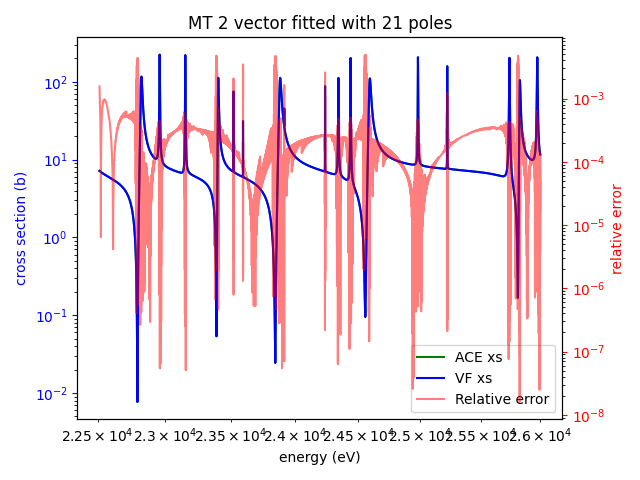 MT 2 vector fitted with 21 poles
10²
10¹
10⁰
10⁻¹
10⁻²
cross section (b)
10⁻³
10⁻⁴
10⁻⁵
10⁻⁶
10⁻⁷
10⁻⁸
relative error
ACE xs
VF xs
Relative error
2.25 × 10⁴ 2.3 × 10⁴ 2.35 × 10⁴ 2.4 × 10⁴ 2.45 × 10⁴ 2.5 × 10⁴ 2.55 × 10⁴ 2.6 × 10⁴
energy (eV)